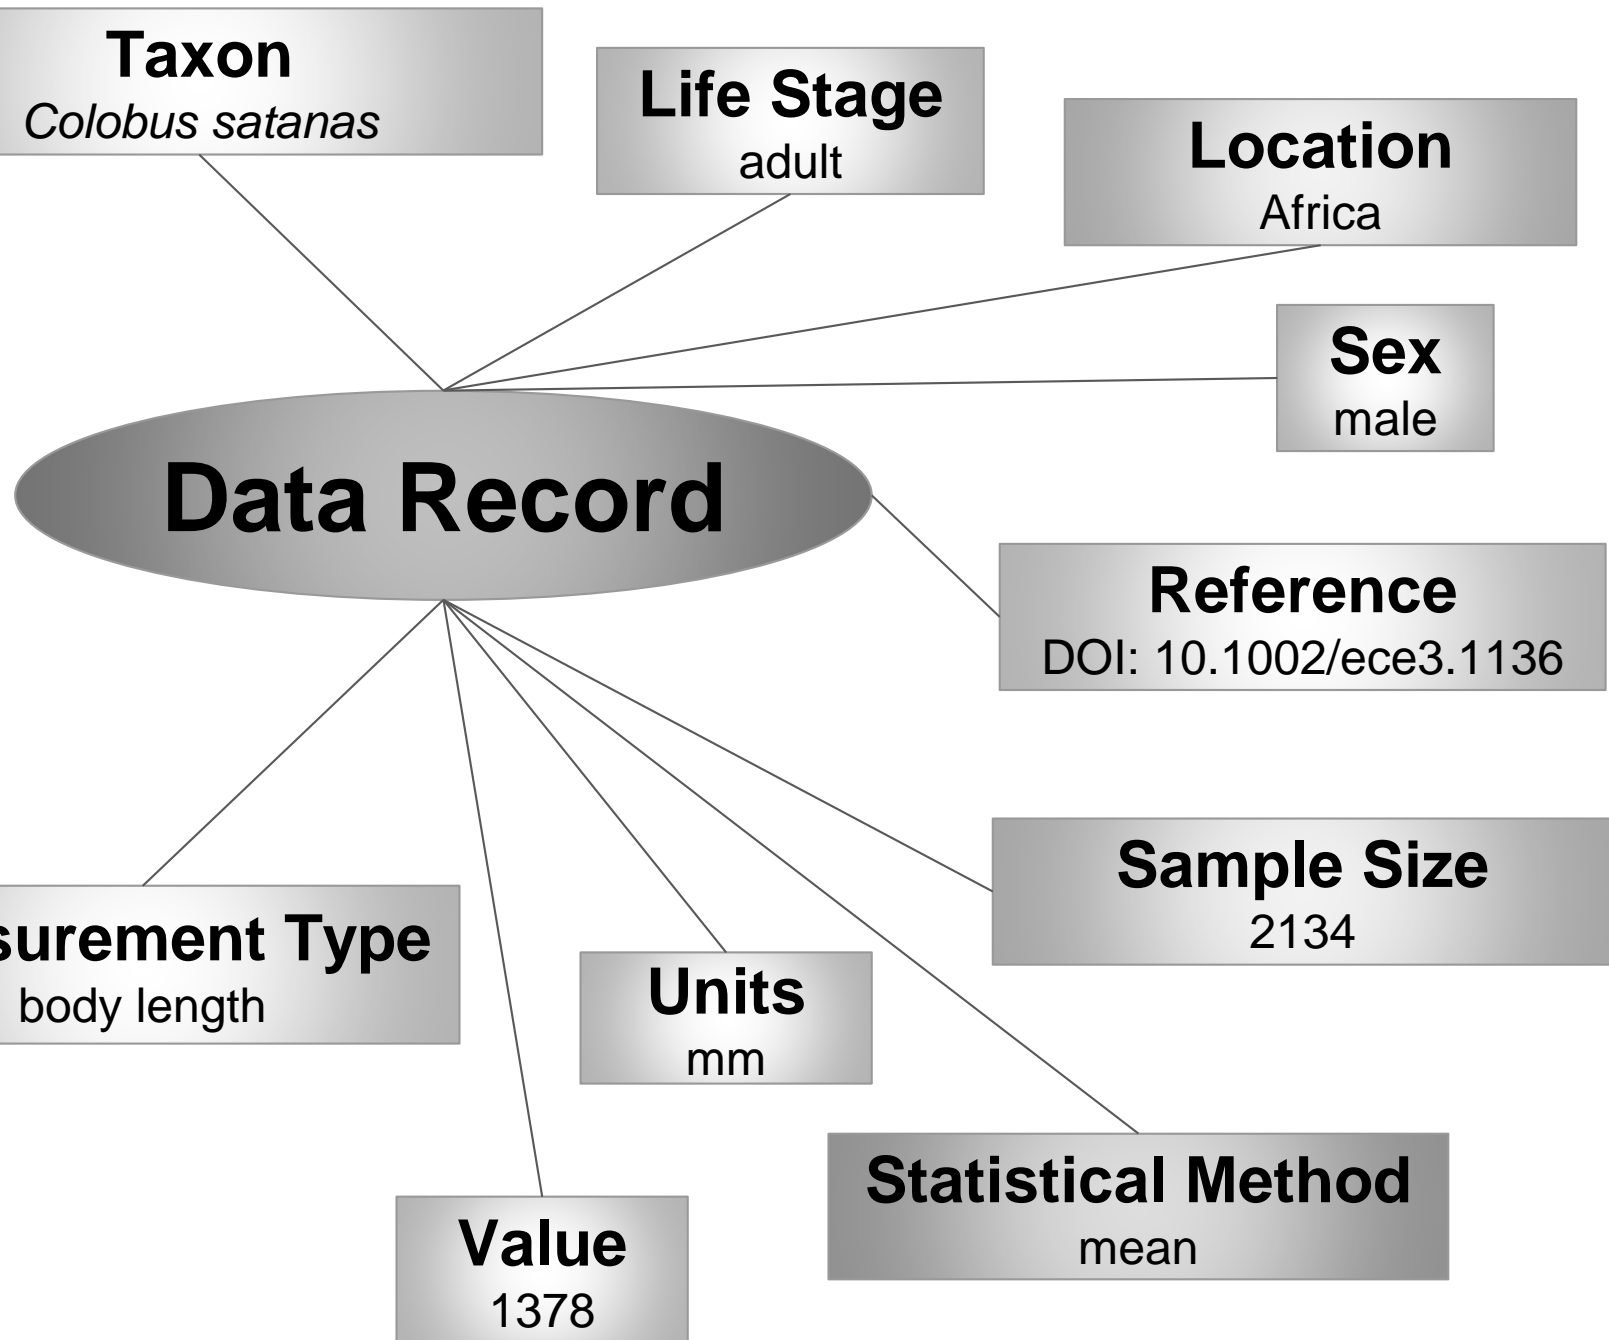 Taxon
Colobus satanas
Life Stage
adult
Location
Africa
Sex
male
Data Record
Reference
DOI: 10.1002/ece3.1136
Sample Size
2134
surement Type
body length
Units
mm
Statistical Method
mean
Value
1378